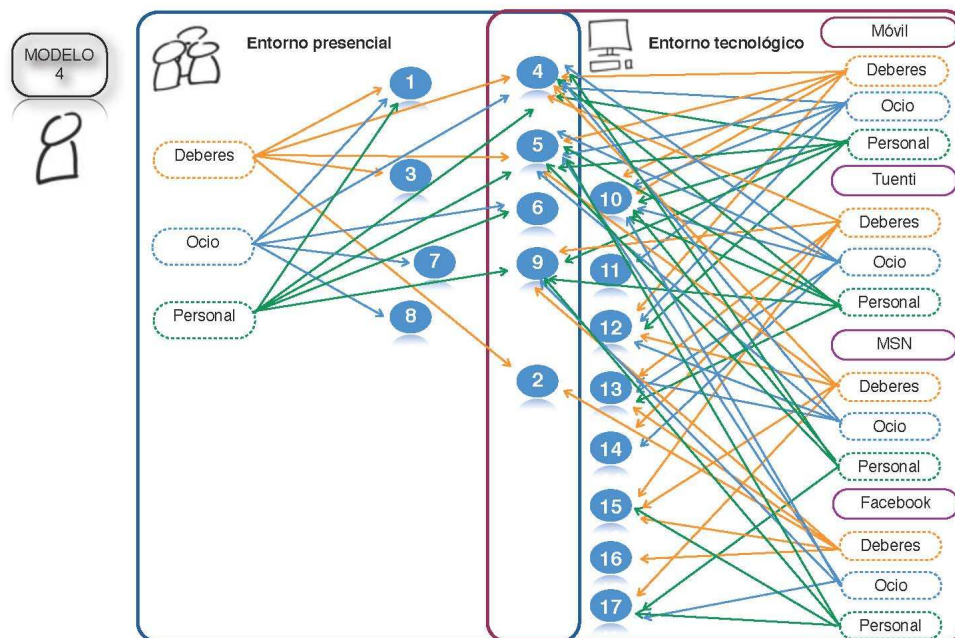 MODELO
4
Entorno presencial
Entorno tecnológico
Deberes
Ocio
Personal
1
3
7
8
4
5
6
9
2
10
11
12
13
14
15
16
17
Móvil
Deberes
Ocio
Personal
Tuenti
Deberes
Ocio
Personal
MSN
Deberes
Ocio
Personal
Facebook
Deberes
Ocio
Personal